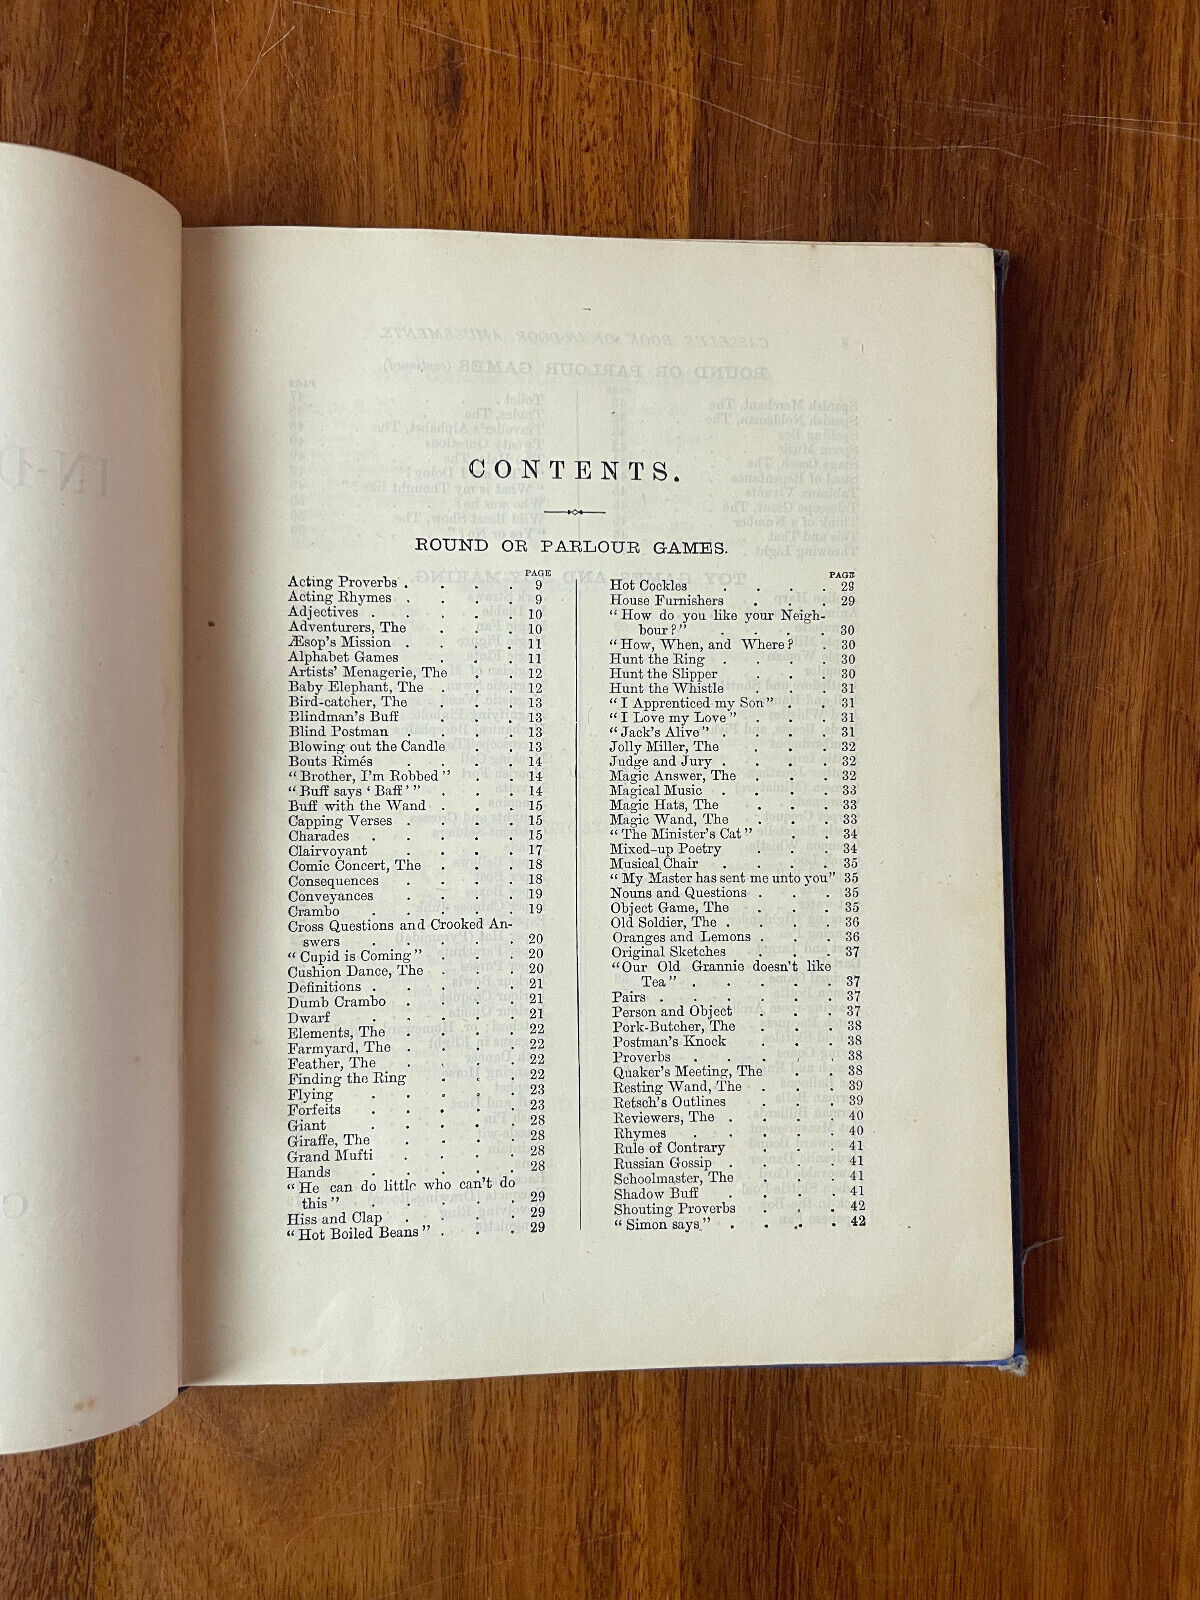 CONTENTS.
ROUND OR PARLOUR GAMES.
PAGE
Acting Proverbs . . . . 9
Acting Rhymes . . . . 9
Adjectives . . . . . 10
Adventurers, The . . . 10
Æsop's Mission . . . . 11
Alphabet Games . . . 11
Artists' Menagerie, The . . 12
Baby Elephant, The . . . 12
Bird-catcher, The . . . 13
Blindman's Buff . . . 13
Blind Postman . . . . 13
Blowing out the Candle . . 13
Bouts Rimés . . . . 14
"Brother, I'm Robbed" . . 14
"Buff says 'Baff'" . . . 14
Buff with the Wand . . . 15
Capping Verses . . . . 15
Charades . . . . . 15
Clairvoyant . . . . 17
Comic Concert, The . . . 18
Consequences . . . . 18
Conveyances . . . . 19
Crambo . . . . . 19
Cross Questions and Crooked An-
swers . . . . . 20
"Cupid is Coming" . . . 20
Cushion Dance, The . . . 20
Definitions . . . . . 21
Dumb Crambo . . . . 21
Dwarf . . . . . 21
Elements, The . . . . 22
Farmyard, The . . . . 22
Feather, The . . . . 22
Finding the Ring . . . 22
Flying . . . . . 23
Forfeits . . . . . 23
Giant . . . . . 28
Giraffe, The . . . . 28
Grand Mufti . . . . 28
Hands . . . . . 28
"He can do little who can't do
this" . . . . . 29
Hiss and Clap . . . . 29
"Hot Boiled Beans" . . . 29
PAGE
Hot Cockles . . . . 29
House Furnishers . . . 29
"How do you like your Neigh-
bour?" . . . . 30
"How, When, and Where? . 30
Hunt the Ring . . . . 30
Hunt the Slipper . . . 30
Hunt the Whistle . . . 31
"I Apprenticed my Son" . . 31
"I Love my Love" . . . 31
"Jack's Alive" . . . . 31
Jolly Miller, The . . . 32
Judge and Jury . . . . 32
Magic Answer, The . . . 32
Magical Music . . . . 33
Magic Hats, The . . . 33
Magic Wand, The . . . 33
"The Minister's Cat" . . . 34
Mixed-up Poetry . . . 34
Musical Chair . . . . 35
"My Master has sent me unto you" 35
Nouns and Questions . . . 35
Object Game, The . . . 35
Old Soldier, The . . . . 36
Oranges and Lemons . . . 36
Original Sketches . . . 37
"Our Old Grannie doesn't like
Tea" . . . . . 37
Pairs . . . . . . 37
Person and Object . . . 37
Pork-Butcher, The . . . 38
Postman's Knock . . . 38
Proverbs . . . . 38
Quaker's Meeting, The . . 38
Resting Wand, The . . . 39
Retsch's Outlines . . . 39
Reviewers, The . . . . 40
Rhymes . . . . . 40
Rule of Contrary . . . 41
Russian Gossip . . . . 41
Schoolmaster, The . . . 41
Shadow Buff . . . . 41
Shouting Proverbs . . . 42
"Simon says" . . . . 42